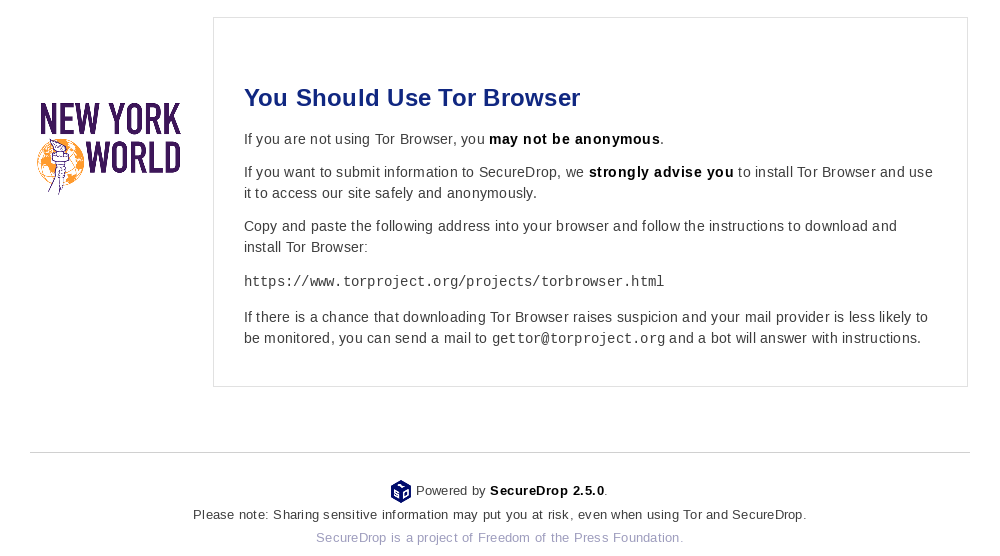 NEW YORK
WORLD
You Should Use Tor Browser
If you are not using Tor Browser, you may not be anonymous.
If you want to submit information to SecureDrop, we strongly advise you to install Tor Browser and use
it to access our site safely and anonymously.
Copy and paste the following address into your browser and follow the instructions to download and
install Tor Browser:
https://www.torproject.org/projects/torbrowser.html
If there is a chance that downloading Tor Browser raises suspicion and your mail provider is less likely to
be monitored, you can send a mail to gettor@torproject.org and a bot will answer with instructions.
Powered by SecureDrop 2.5.0.
Please note: Sharing sensitive information may put you at risk, even when using Tor and SecureDrop.
SecureDrop is a project of Freedom of the Press Foundation.